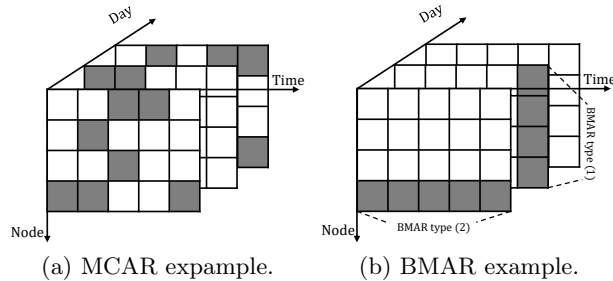 Day
Time
Node
(a) MCAR expample.
Day
Time
BMAR type (1)
Node
BMAR type (2)
(b) BMAR example.